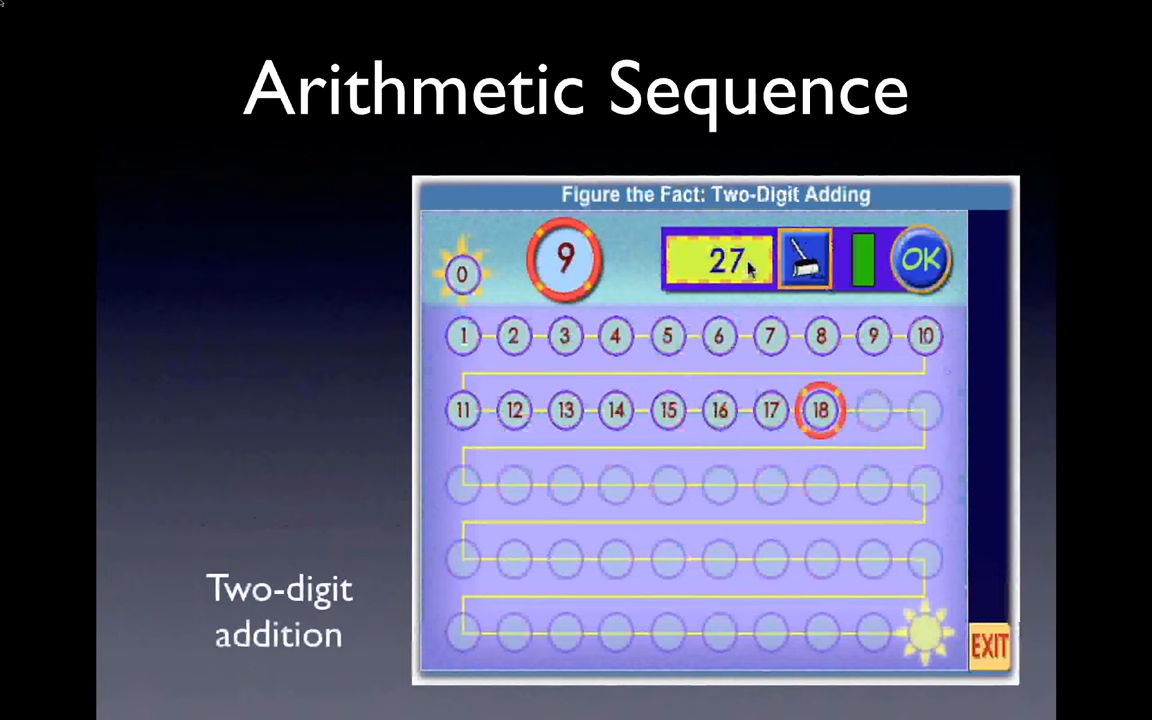 Arithmetic Sequence
Figure the Fact: Two-Digit Adding
0 9 27 OK
1 2 3 4 5 6 7 8 9 10
11 12 13 14 15 16 17 18
Two-digit
addition
EXIT